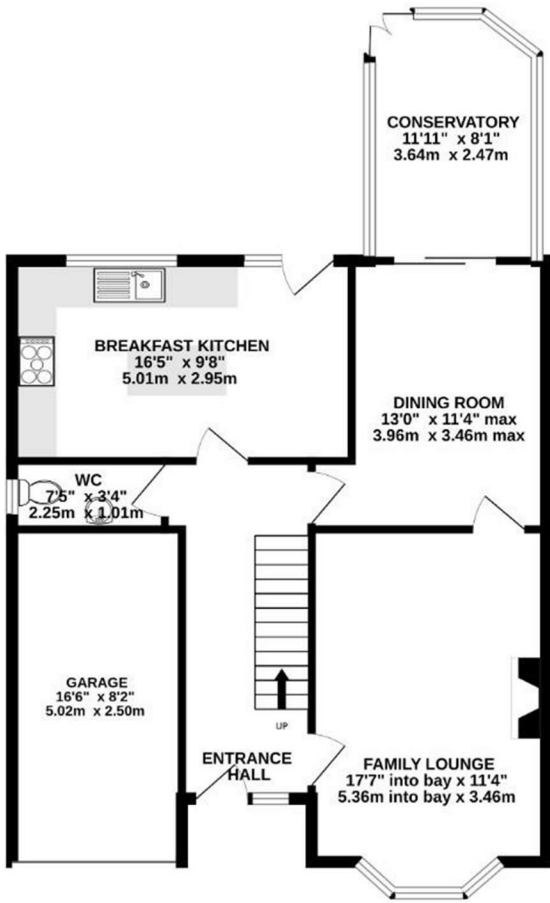 CONSERVATORY
11'11" x 8'1"
3.64m x 2.47m
BREAKFAST KITCHEN
16'5" x 9'8"
5.01m x 2.95m
DINING ROOM
13'0" x 11'4" max
3.96m x 3.46m max
WC
7'5" x 3'4"
2.25m x 1.01m
GARAGE
16'6" x 8'2"
5.02m x 2.50m
UP
ENTRANCE
HALL
FAMILY LOUNGE
17'7" into bay x 11'4"
5.36m into bay x 3.46m